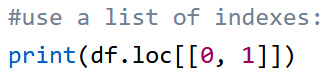 #use a list of indexes:
print(df.loc[[0, 1]])